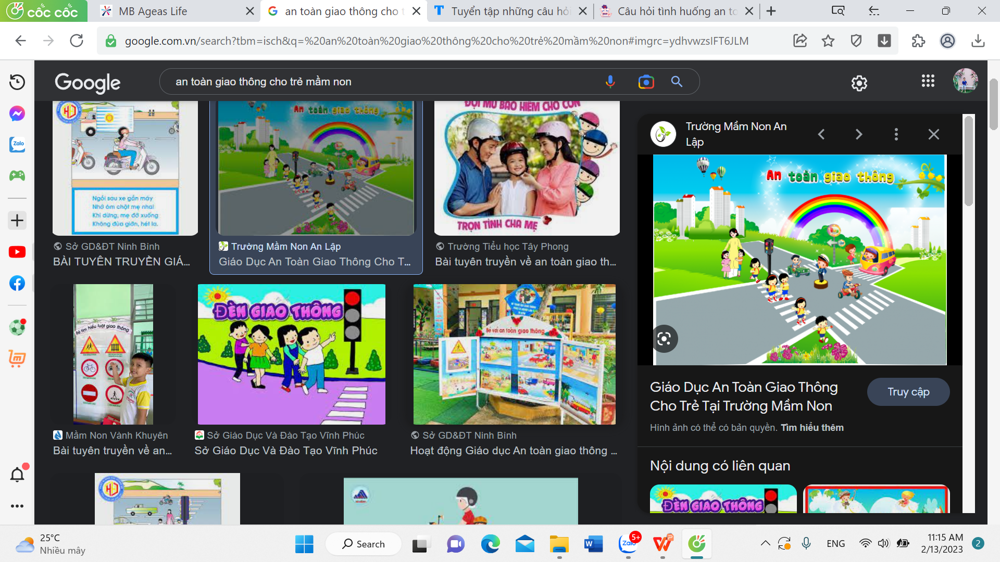 cốc cốc
MB Ageas Life
an toàn giao thông cho t
Tuyển tập những câu hỏi
Câu hỏi tình huống an to
google.com.vn/search?tbm=isch&q=%20an%20toàn%20giao%20thông%20cho%20trẻ%20mầm%20non#imgrc=ydhvwzsIFT6JLM
Google
an toàn giao thông cho trẻ mầm non
Zalo
Ngồi sau xe gắn máy
Nhớ ôm chặt mẹ nha!
Khi dừng, mẹ đỡ xuống
Không đùa giỡn, hét la.
Sở GD&ĐT Ninh Bình
BÀI TUYÊN TRUYỀN GIÁ...
An toàn giao thông
Trường Mầm Non An Lập
Giáo Dục An Toàn Giao Thông Cho T...
ĐỘI MŨ BẢO HIỂM CHO CON
TRỌN TÌNH CHA MẸ
Trường Tiểu học Tây Phong
Bài tuyên truyền về an toàn giao th...
Bé tìm hiểu luật giao thông
Mầm Non Vành Khuyên
Bài tuyên truyền về an...
ĐÈN GIAO THÔNG
Sở Giáo Dục Và Đào Tạo Vĩnh Phúc
Sở Giáo Dục Và Đào Tạo Vĩnh Phúc
Bé với an toàn giao thông
Sở GD&ĐT Ninh Bình
Hoạt động Giáo dục An toàn giao thông ...
Trường Mầm Non An
Lập
An toàn giao thông
Giáo Dục An Toàn Giao Thông
Cho Trẻ Tại Trường Mầm Non
Truy cập
Hình ảnh có thể có bản quyền. Tìm hiểu thêm
Nội dung có liên quan
ĐÈN GIAO THÔNG
25°C
Nhiều mây
Search
Zalo
5+
ENG
11:15 AM
2/13/2023
2